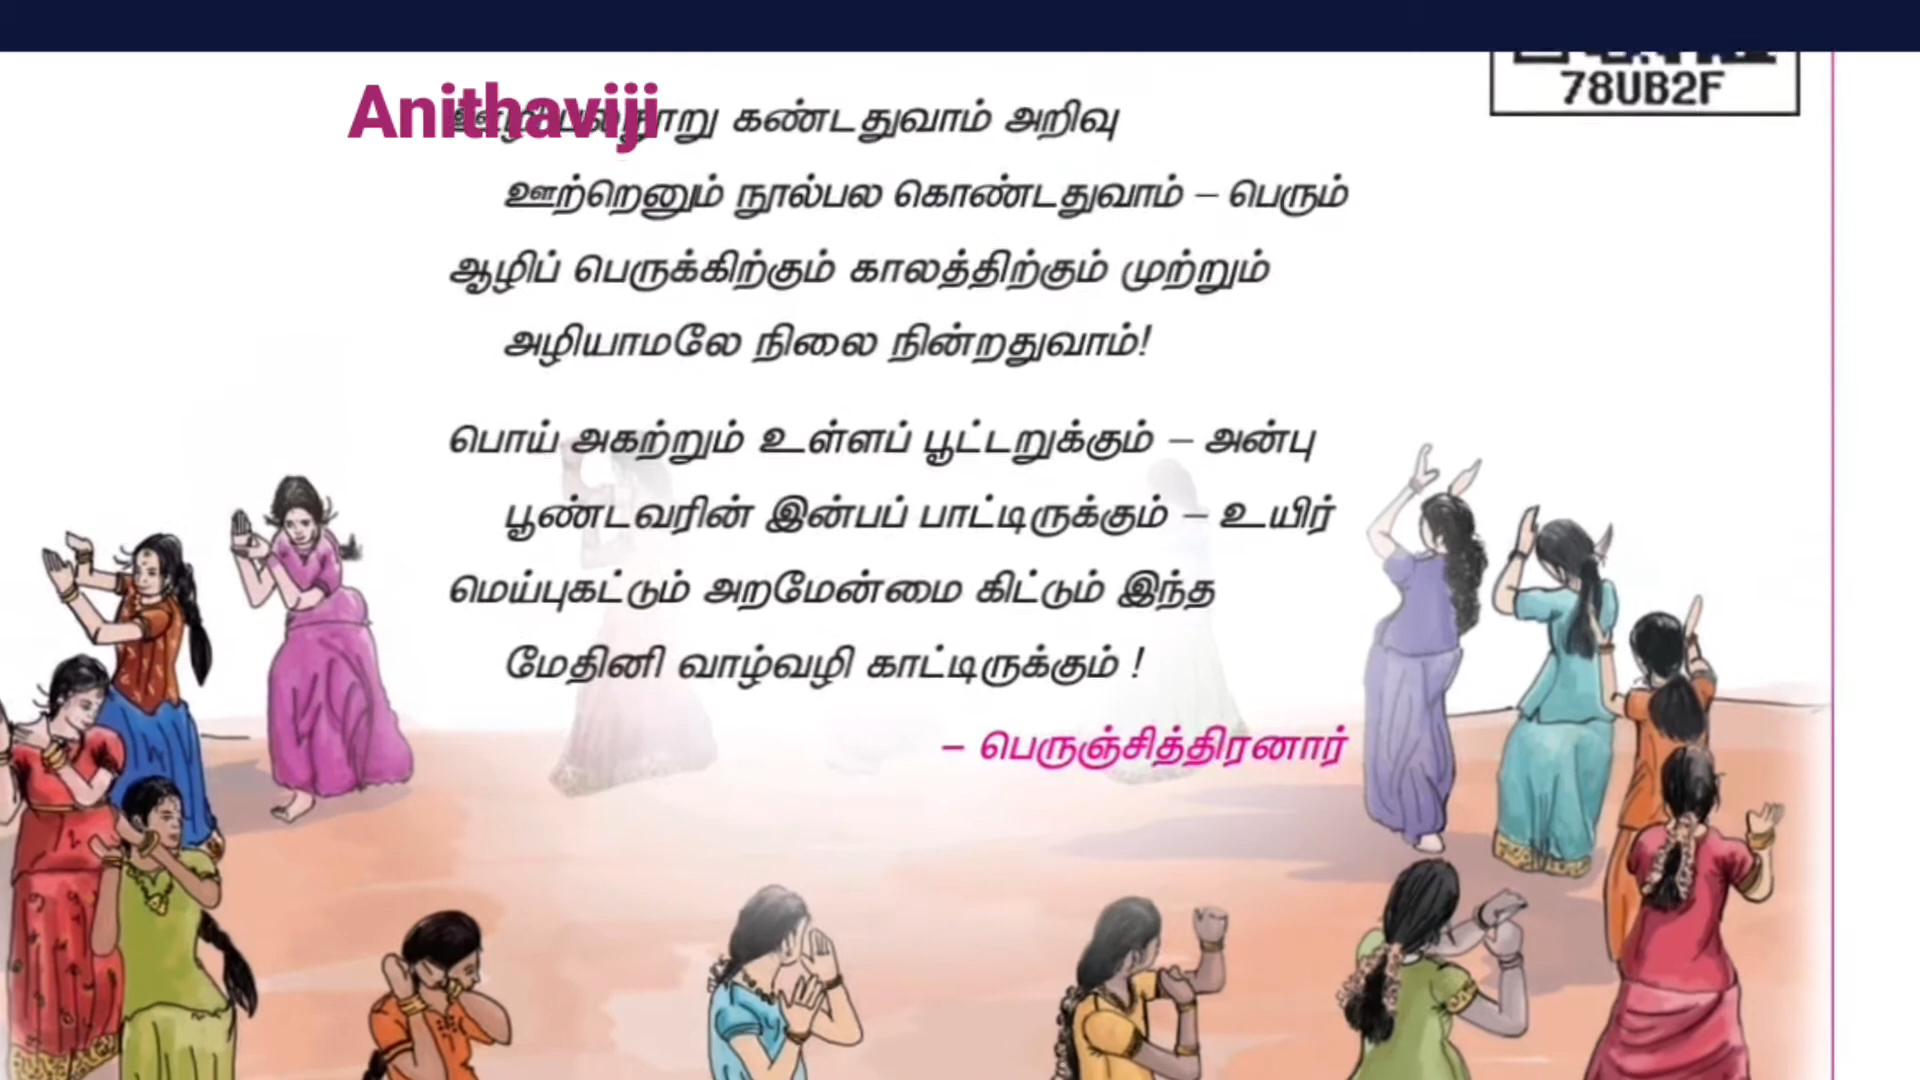 Anithaviji
கண்டதுவாம் அறிவு
ஊற்றெனும் நூல்பல கொண்டதுவாம் – பெரும்
ஆழிப் பெருக்கிற்கும் காலத்திற்கும் முற்றும்
அழியாமலே நிலை நின்றதுவாம்!
பொய் அகற்றும் உள்ளப் பூட்டறுக்கும் – அன்பு
பூண்டவரின் இன்பப் பாட்டிருக்கும் – உயிர்
மெய்புகட்டும் அறமேன்மை கிட்டும் இந்த
மேதினி வாழ்வழி காட்டிருக்கும் !
– பெருஞ்சித்திரனார்
78UB2F